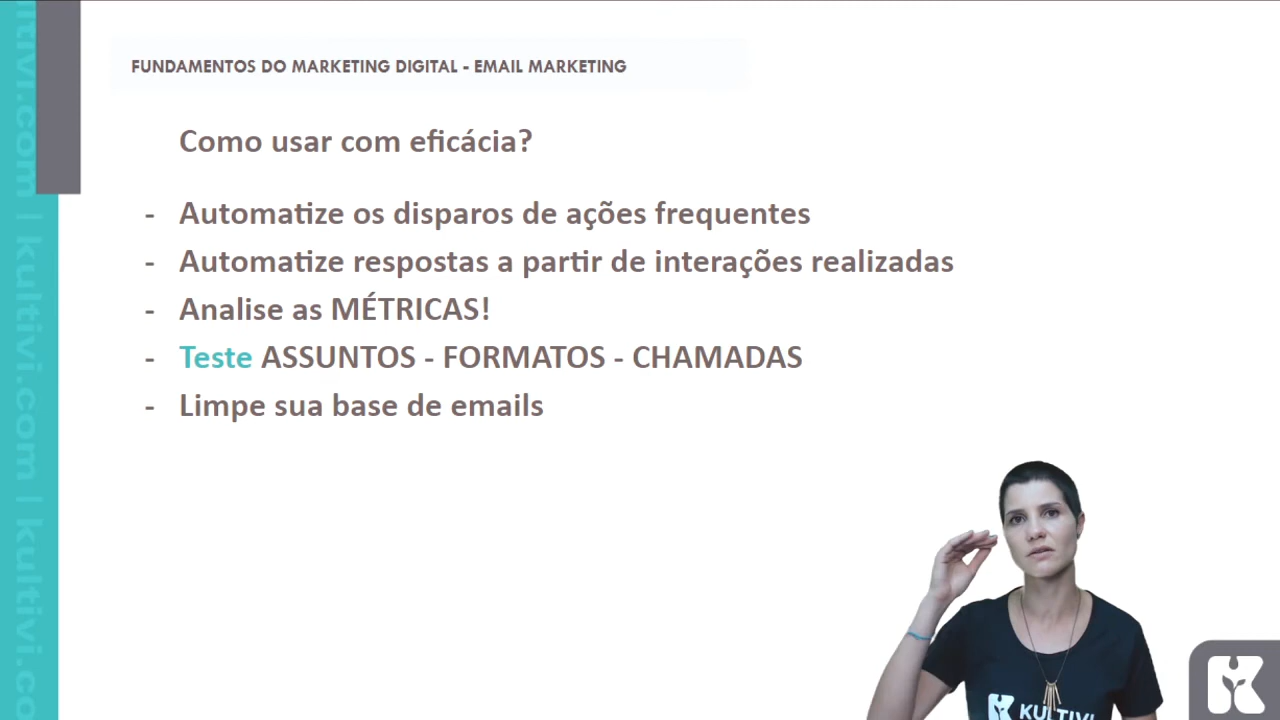 FUNDAMENTOS DO MARKETING DIGITAL - EMAIL MARKETING
Como usar com eficácia?
- Automatize os disparos de ações frequentes
- Automatize respostas a partir de interações realizadas
- Analise as MÉTRICAS!
- Teste ASSUNTOS - FORMATOS - CHAMADAS
- Limpe sua base de emails
kultivi.com | kultivi.com | kultivi.co
KULTIVI